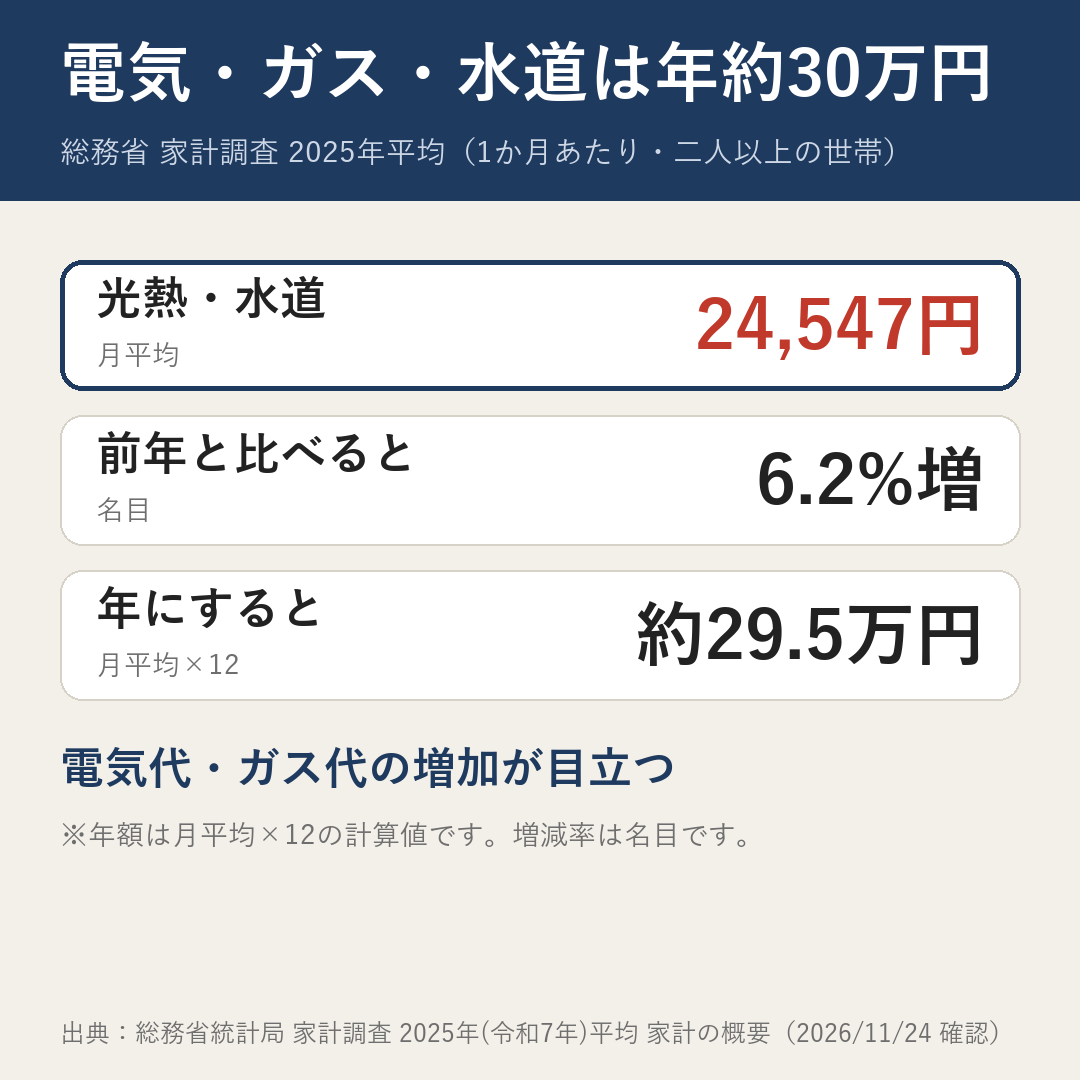 電気・ガス・水道は年約30万円
総務省 家計調査 2025年平均（1か月あたり・二人以上の世帯）
光熱・水道
月平均
24,547円
前年と比べると
名目
6.2%増
年にすると
月平均×12
約29.5万円
電気代・ガス代の増加が目立つ
※年額は月平均×12の計算値です。増減率は名目です。
出典：総務省統計局 家計調査 2025年(令和7年)平均 家計の概要（2026/11/24 確認）